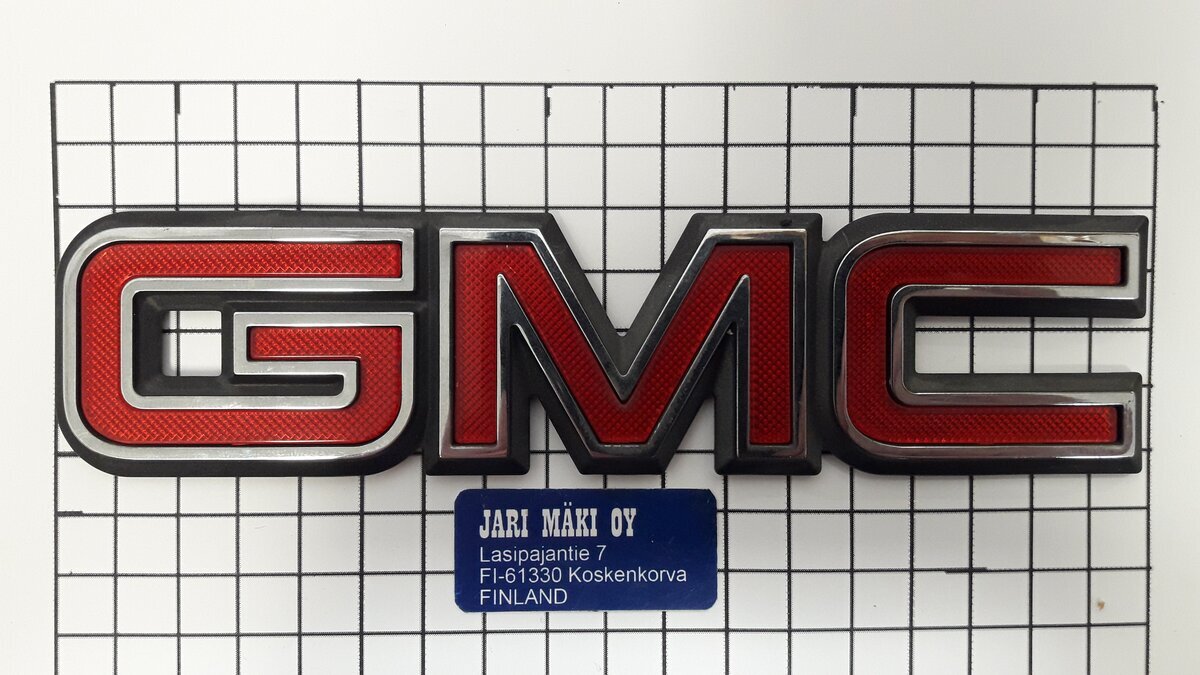 GMC
JARI MÄKI OY
Lasipajantie 7
FI-61330 Koskenkorva
FINLAND